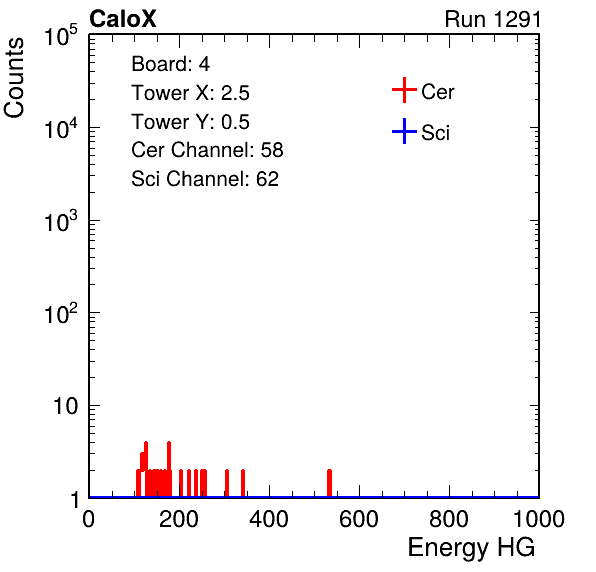 CaloX Run 1291
Counts
Board: 4
Tower X: 2.5
Tower Y: 0.5
Cer Channel: 58
Sci Channel: 62
Cer
Sci
10^5
10^4
10^3
10^2
10
1
0 200 400 600 800 1000
Energy HG